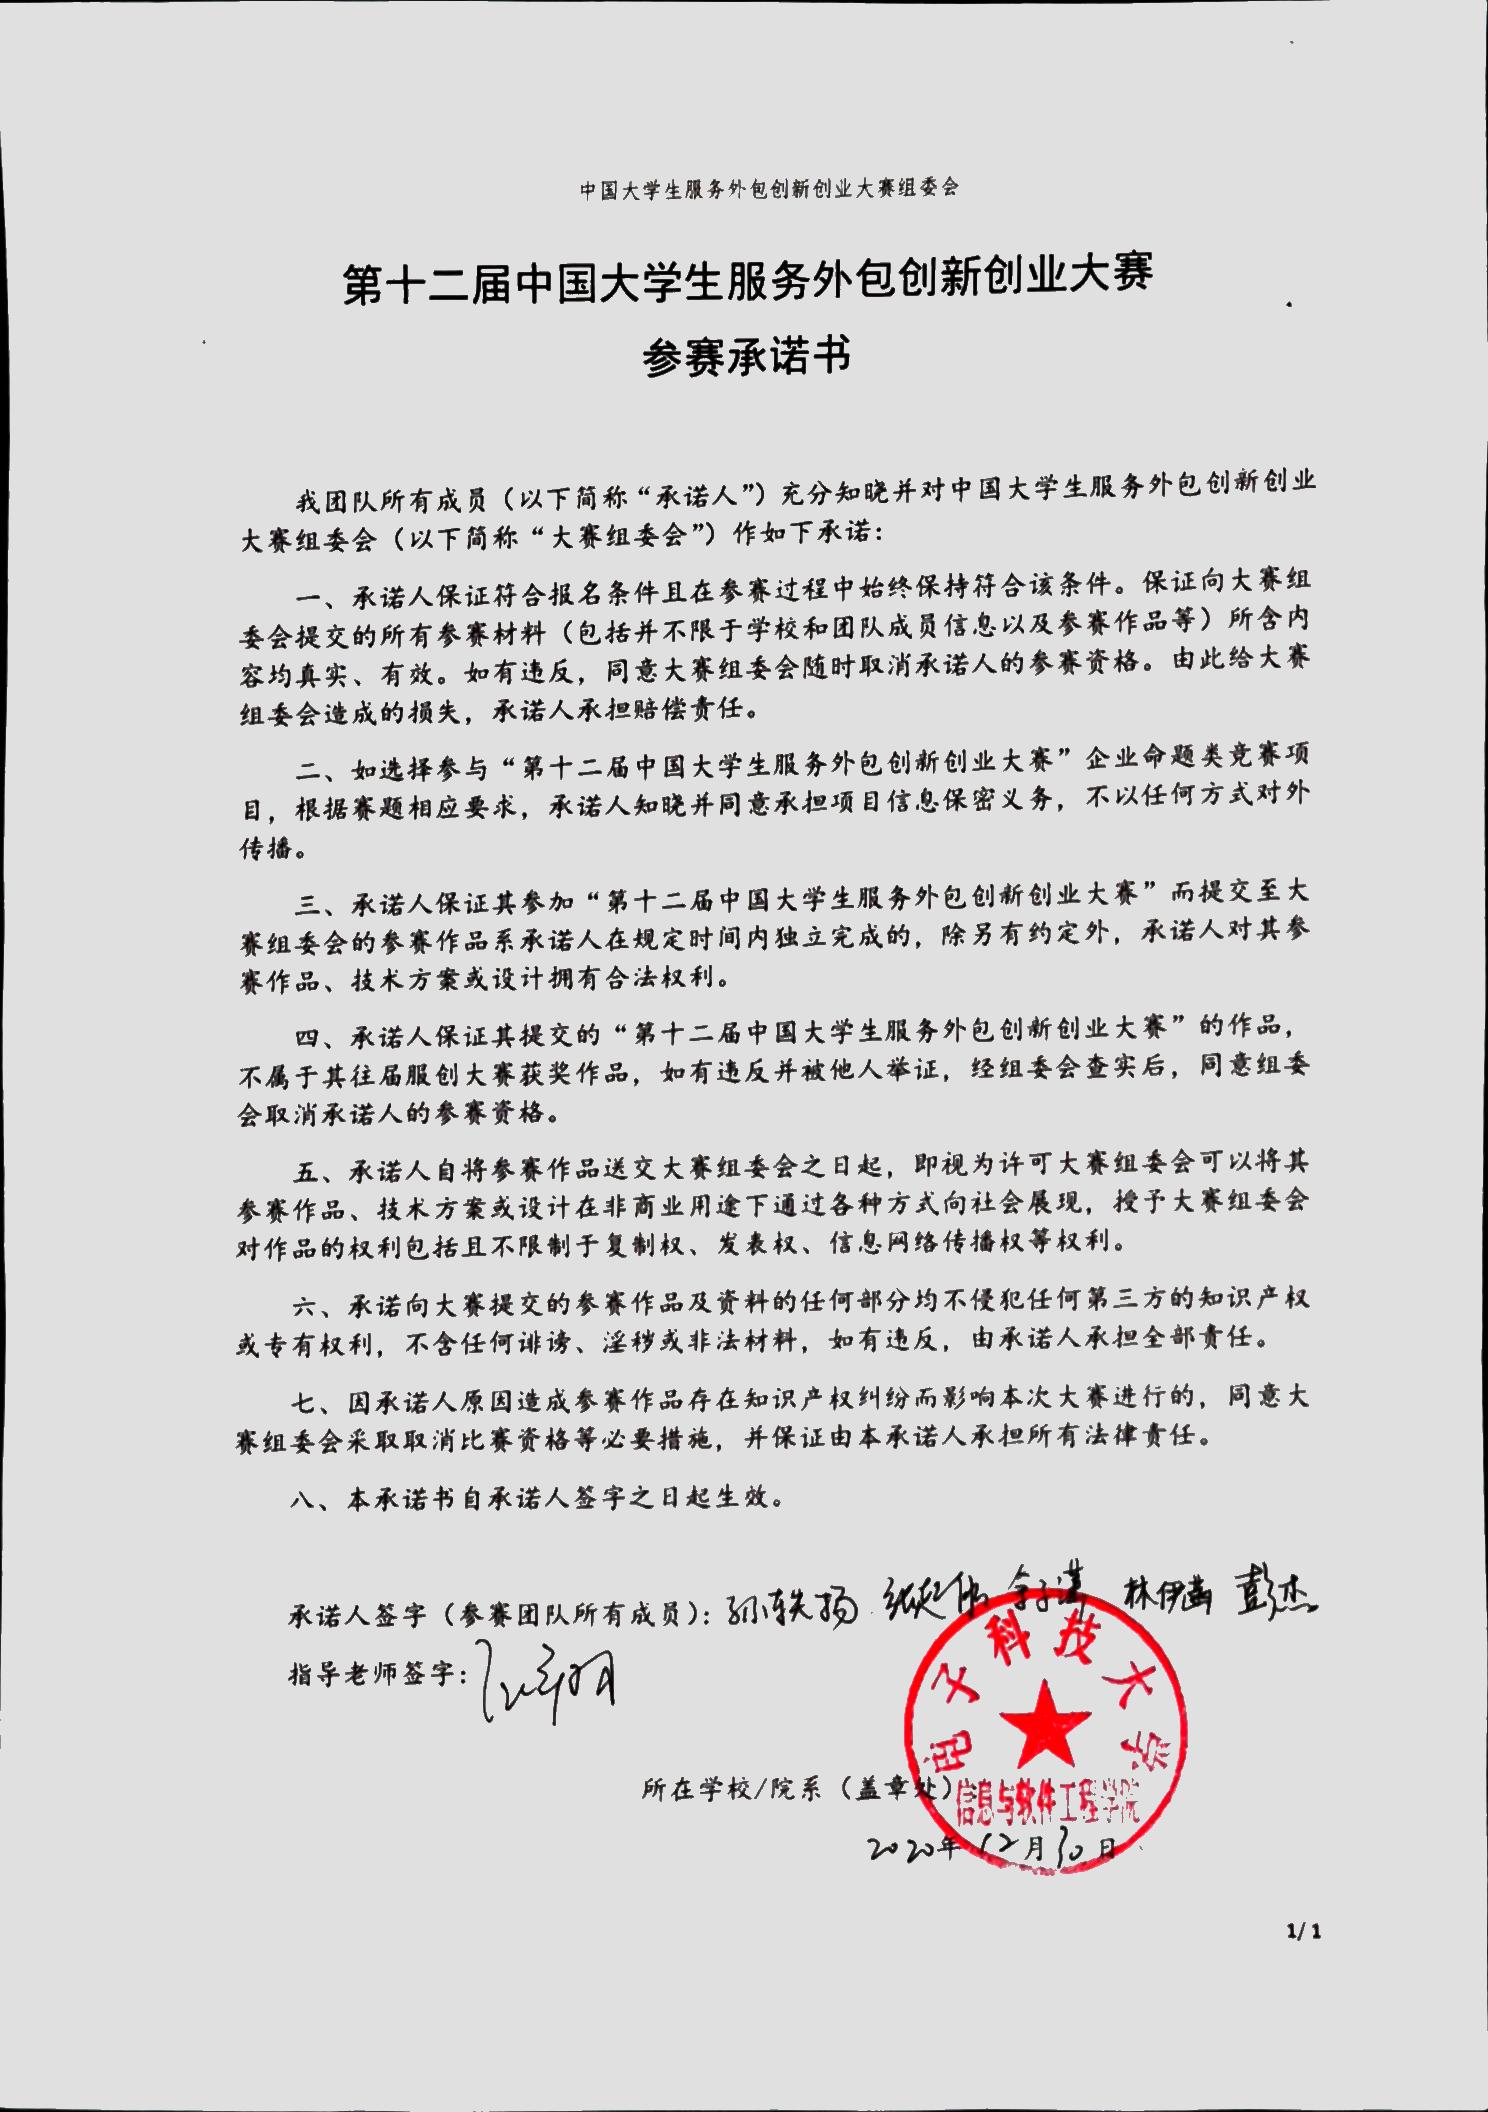 中国大学生服务外包创新创业大赛组委会
第十二届中国大学生服务外包创新创业大赛
参赛承诺书
我团队所有成员（以下简称“承诺人”）充分知晓并对中国大学生服务外包创新创业
大赛组委会（以下简称“大赛组委会”）作如下承诺：
一、承诺人保证符合报名条件且在参赛过程中始终保持符合该条件。保证向大赛组
委会提交的所有参赛材料（包括并不限于学校和团队成员信息以及参赛作品等）所含内
容均真实、有效。如有违反，同意大赛组委会随时取消承诺人的参赛资格。由此给大赛
组委会造成的损失，承诺人承担赔偿责任。
二、如选择参与“第十二届中国大学生服务外包创新创业大赛”企业命题类竞赛项
目，根据赛题相应要求，承诺人知晓并同意承担项目信息保密义务，不以任何方式对外
传播。
三、承诺人保证其参加“第十二届中国大学生服务外包创新创业大赛”而提交至大
赛组委会的参赛作品系承诺人在规定时间内独立完成的，除另有约定外，承诺人对其参
赛作品、技术方案或设计拥有合法权利。
四、承诺人保证其提交的“第十二届中国大学生服务外包创新创业大赛”的作品，
不属于其往届服创大赛获奖作品，如有违反并被他人举证，经组委会查实后，同意组委
会取消承诺人的参赛资格。
五、承诺人自将参赛作品送交大赛组委会之日起，即视为许可大赛组委会可以将其
参赛作品、技术方案或设计在非商业用途下通过各种方式向社会展现，授予大赛组委会
对作品的权利包括且不限制于复制权、发表权、信息网络传播权等权利。
六、承诺向大赛提交的参赛作品及资料的任何部分均不侵犯任何第三方的知识产权
或专有权利，不含任何诽谤、淫秽或非法材料，如有违反，由承诺人承担全部责任。
七、因承诺人原因造成参赛作品存在知识产权纠纷而影响本次大赛进行的，同意大
赛组委会采取取消比赛资格等必要措施，并保证由本承诺人承担所有法律责任。
八、本承诺书自承诺人签字之日起生效。
承诺人签字（参赛团队所有成员）：孙轶扬 林伊茜 彭杰
指导老师签字：
电子科技大学
所在学校/院系（盖章处）
信息与软件工程学院
2020年12月30日
1/1